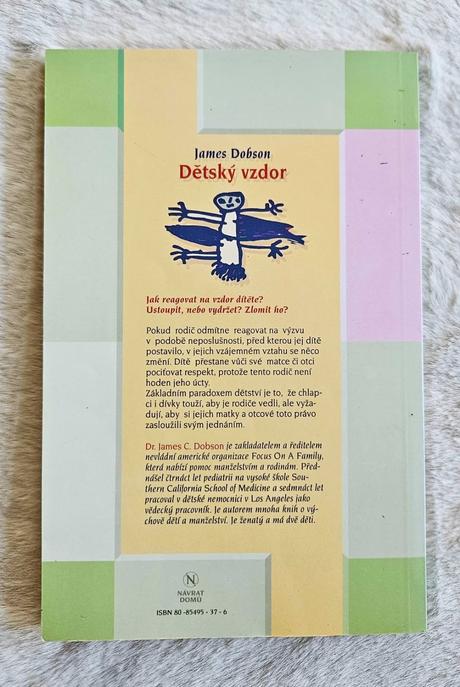 James Dobson
Dětský vzdor
Jak reagovat na vzdor dítěte?
Ustoupit, nebo vydržet? Zlomit ho?
Pokud rodič odmítne reagovat na výzvu
v podobě neposlušnosti, před kterou jej dítě
postavilo, v jejich vzájemném vztahu se něco
změní. Dítě přestane vůči své matce či otci
pociťovat respekt, protože tento rodič není
hoden jeho úcty.
Základním paradoxem dětství je to, že chlap-
ci i dívky touží, aby je rodiče vedli, ale vyža-
dují, aby si jejich matky a otcové toto právo
zasloužili svým jednáním.
Dr. James C. Dobson je zakladatelem a ředitelem
nevládní americké organizace Focus On A Family,
která nabízí pomoc manželstvím a rodinám. Před-
nášel čtrnáct let pediatrii na vysoké škole Sou-
thern California School of Medicine a sedmnáct let
pracoval v dětské nemocnici v Los Angeles jako
vědecký pracovník. Je autorem mnoha knih o vý-
chově dětí a manželství. Je ženatý a má dvě děti.
N
NÁVRAT
DOMŮ
ISBN 80 -85495 - 37 - 6